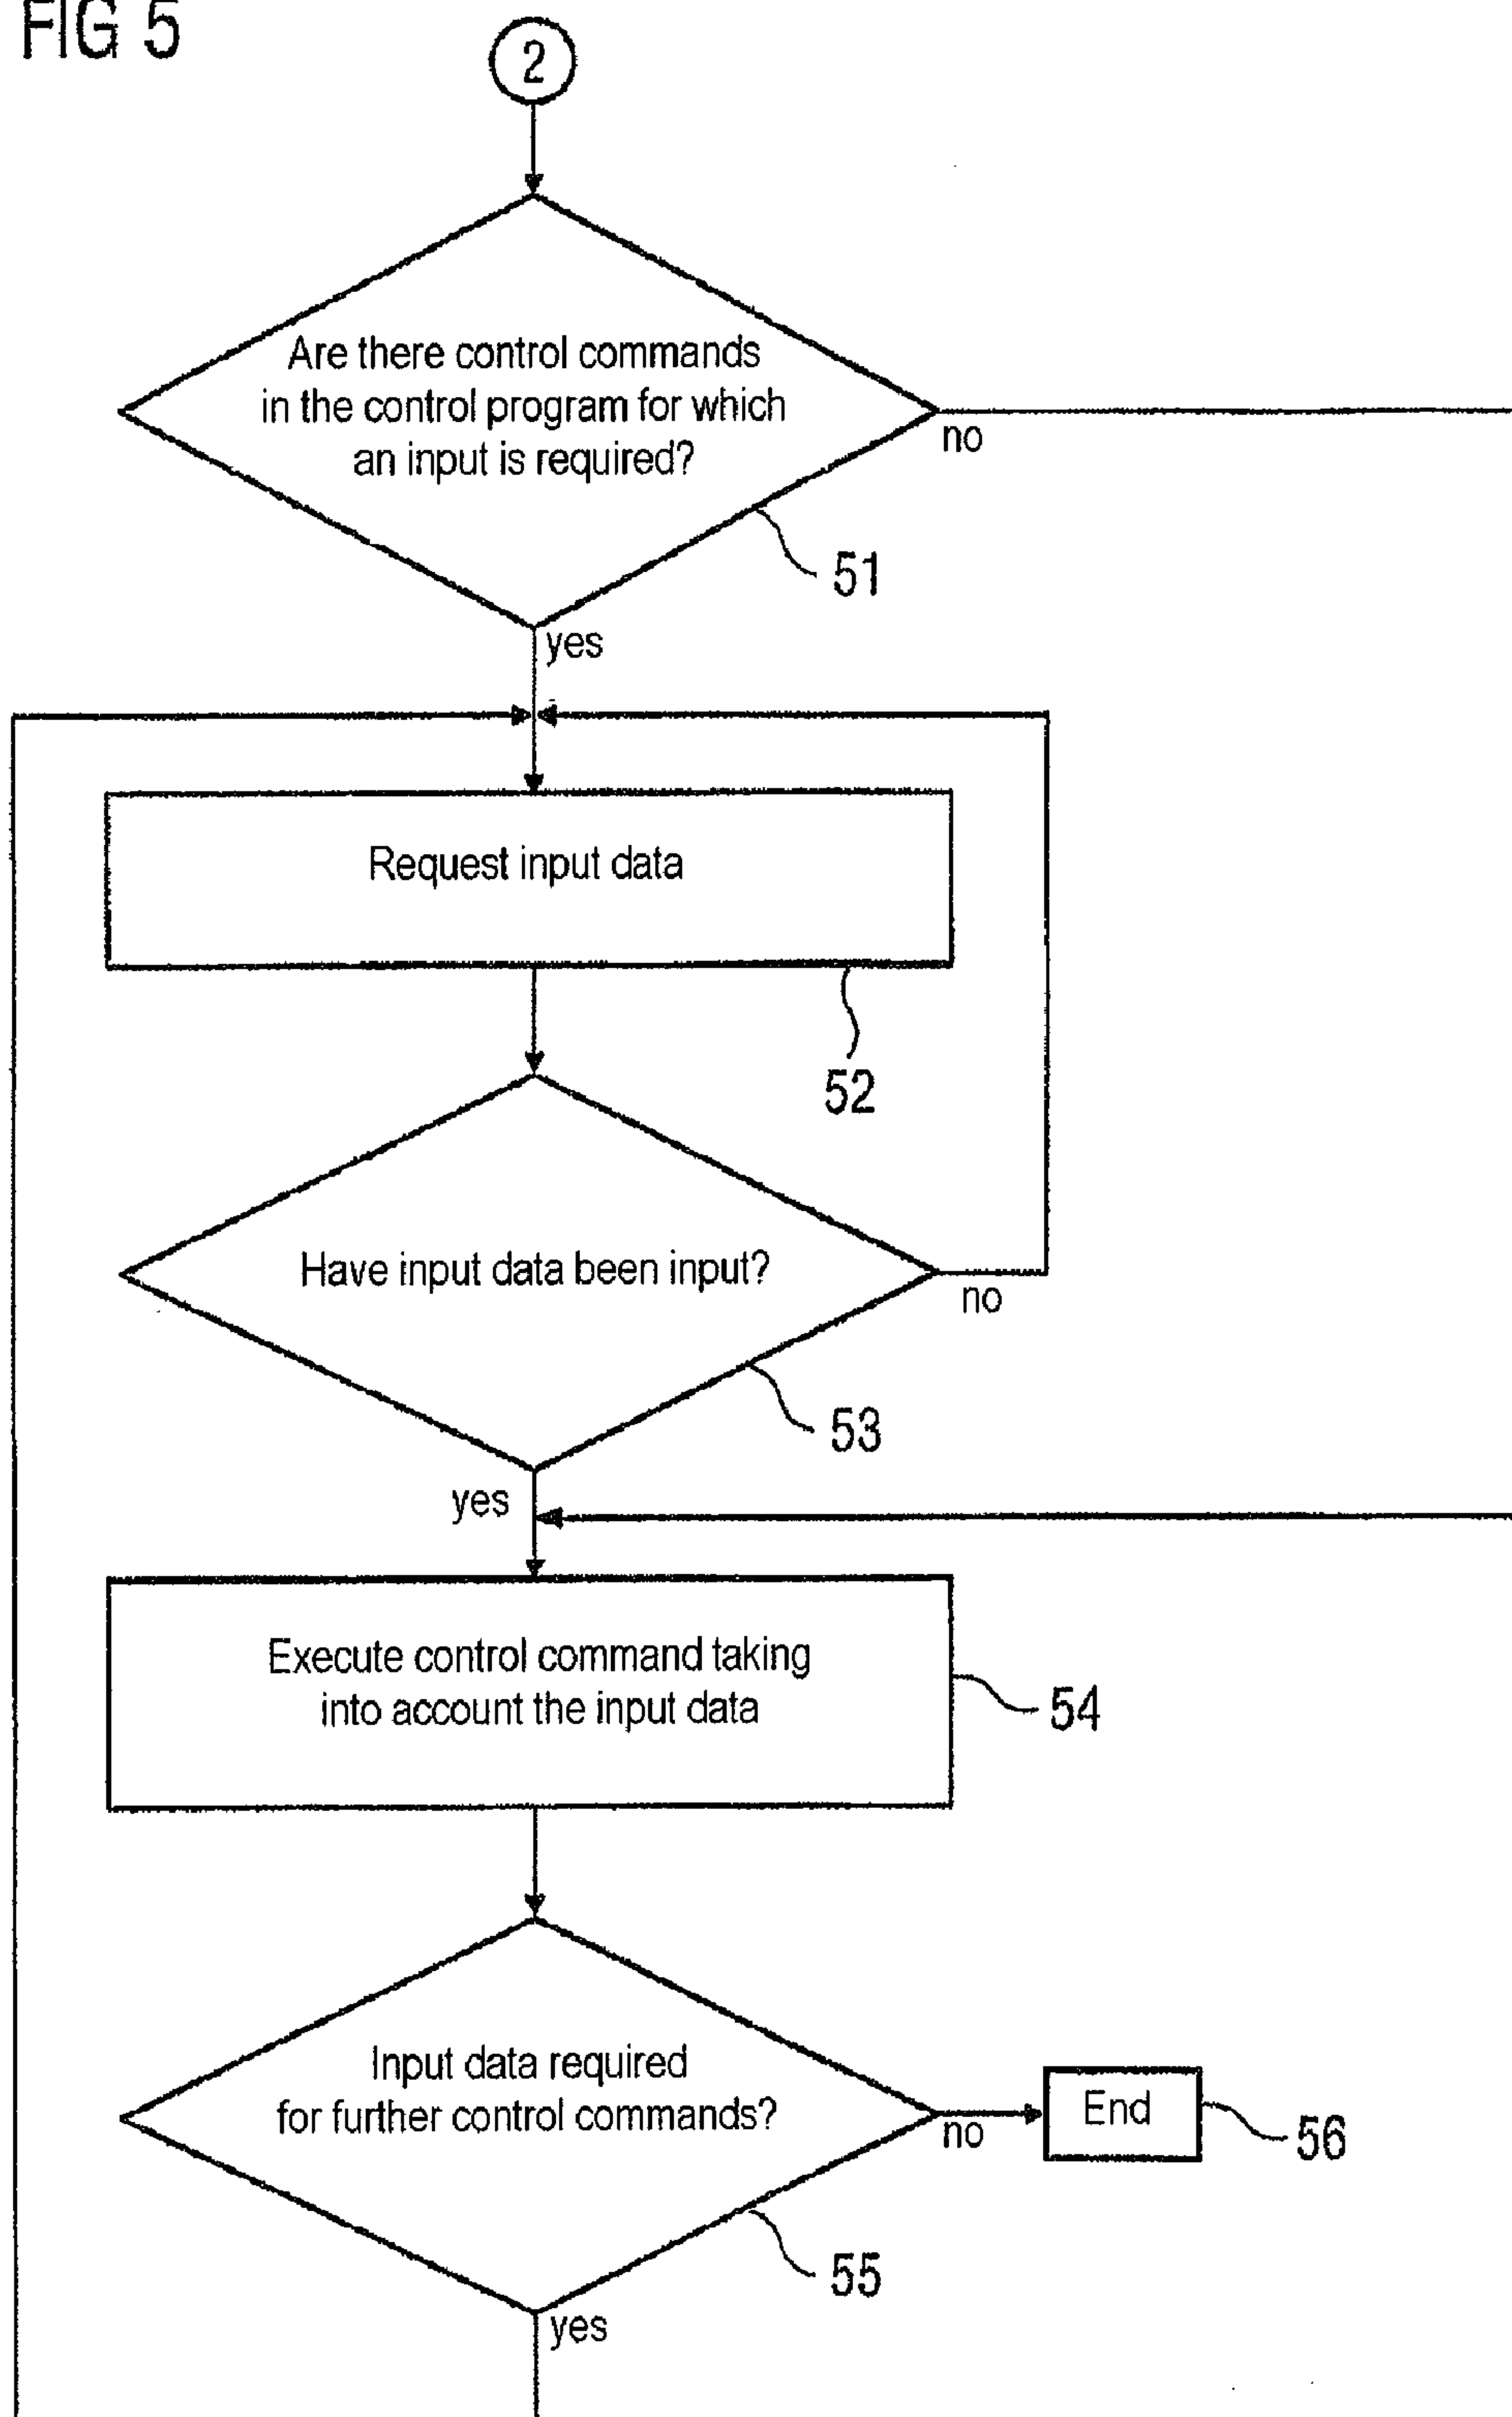 FIG 5
2
Are there control commands
in the control program for which
an input is required?
no
51
yes
Request input data
52
Have input data been input?
no
53
yes
Execute control command taking
into account the input data
54
Input data required
for further control commands?
no
End
56
55
yes